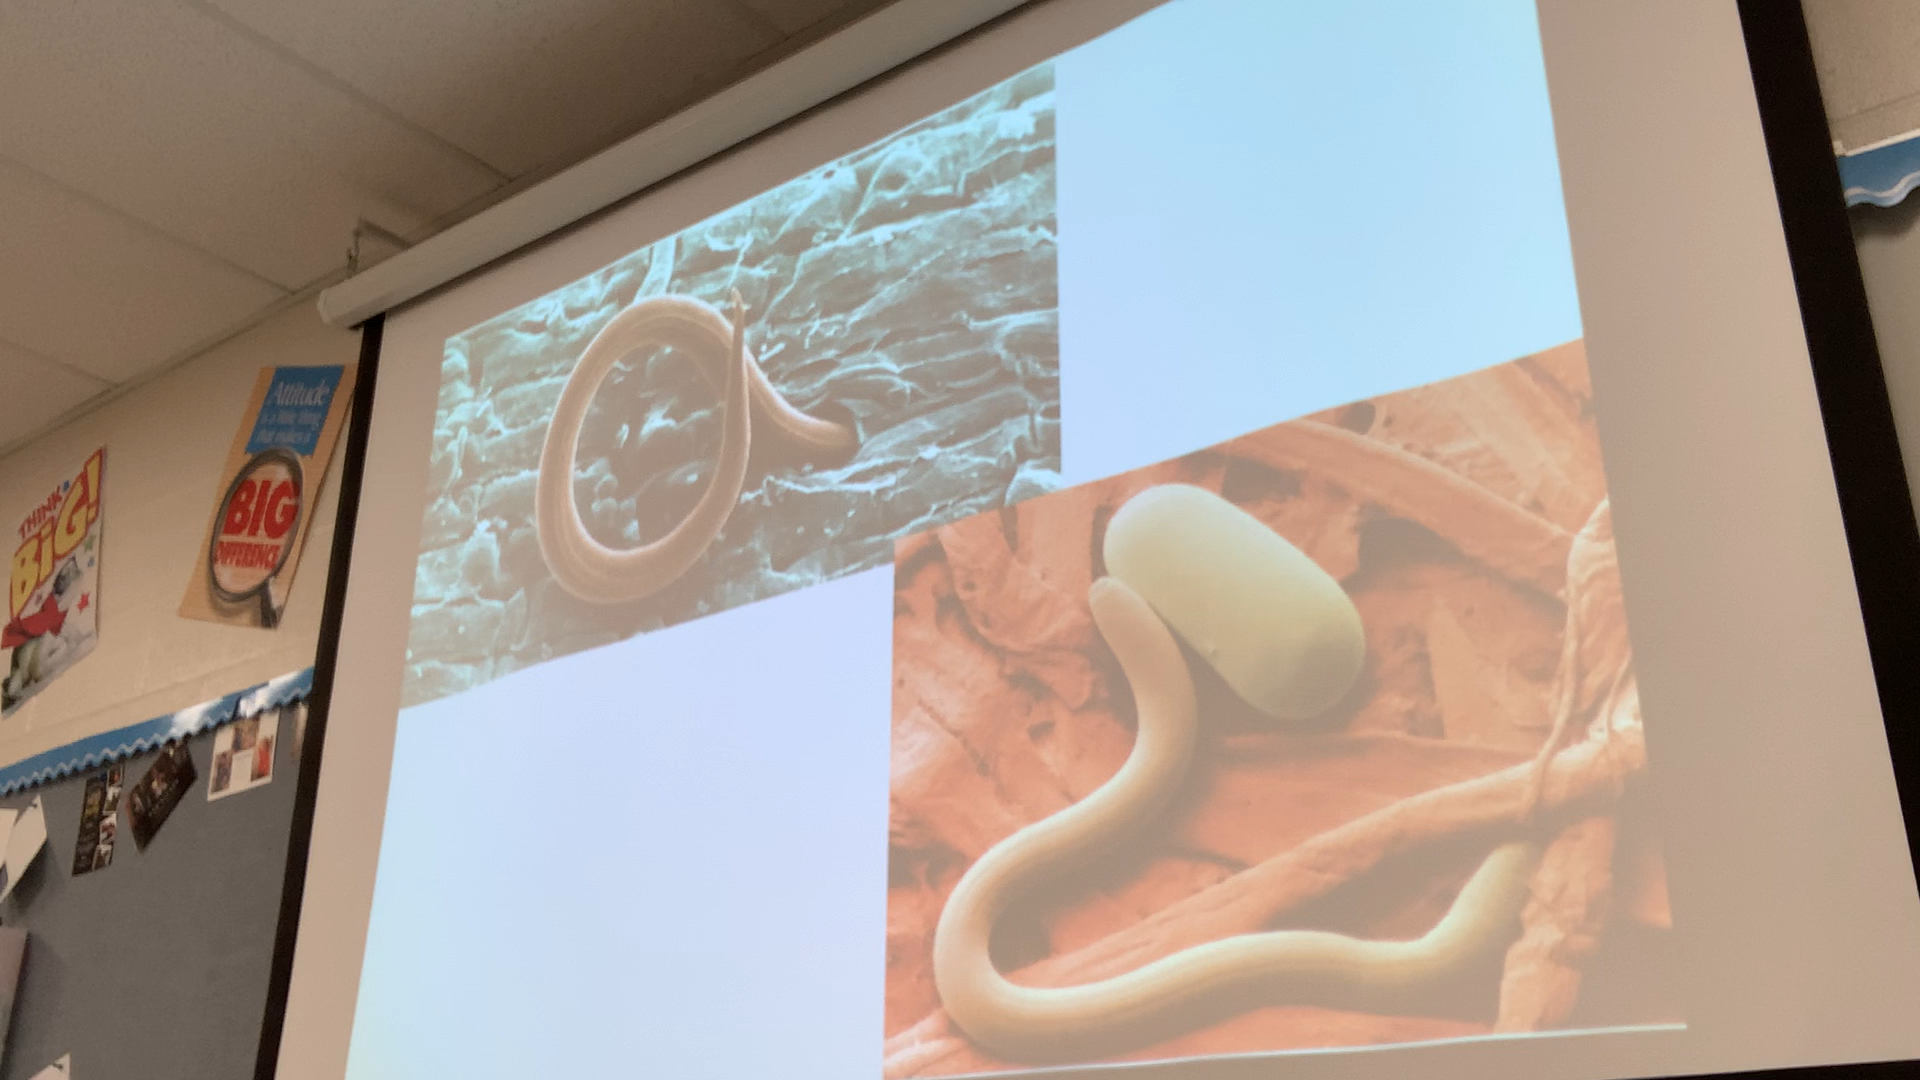 THINK
BiG!
Attitude
is a little thing
that makes a
BIG
DIFFERENCE